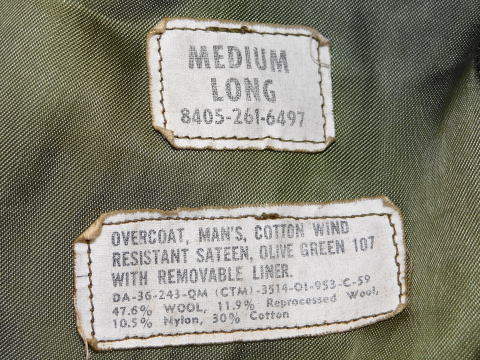 MEDIUM
LONG
8405-261-6497
OVERCOAT, MAN'S, COTTON WIND
RESISTANT SATEEN, OLIVE GREEN 107
WITH REMOVABLE LINER.
DA-36-243-QM (CTM)-3514-O1-953-C-59
47.6% WOOL, 11.9% Reprocessed Wool,
10.5% Nylon, 30% Cotton